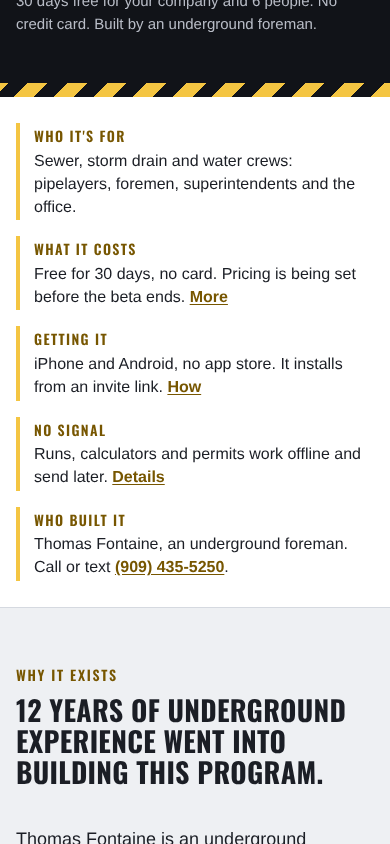 30 days free for your company and 6 people. No
credit card. Built by an underground foreman.
WHO IT'S FOR
Sewer, storm drain and water crews:
pipelayers, foremen, superintendents and the
office.
WHAT IT COSTS
Free for 30 days, no card. Pricing is being set
before the beta ends. More
GETTING IT
iPhone and Android, no app store. It installs
from an invite link. How
NO SIGNAL
Runs, calculators and permits work offline and
send later. Details
WHO BUILT IT
Thomas Fontaine, an underground foreman.
Call or text (909) 435-5250.
WHY IT EXISTS
12 YEARS OF UNDERGROUND
EXPERIENCE WENT INTO
BUILDING THIS PROGRAM.
Thomas Fontaine is an underground